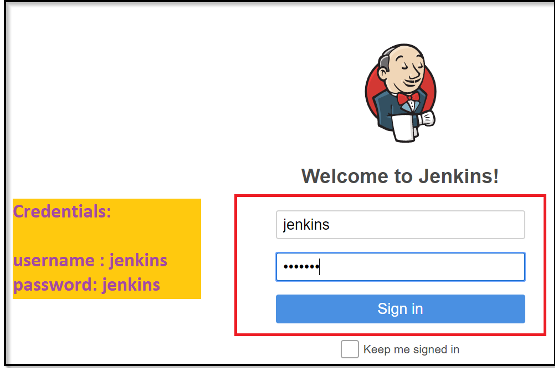 Welcome to Jenkins!
Credentials:
username : jenkins
password: jenkins
jenkins
•••••••
Sign in
Keep me signed in